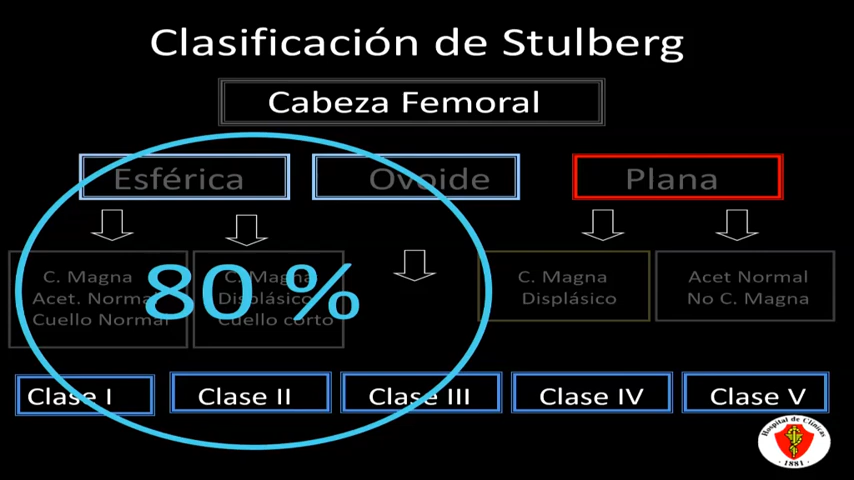 Clasificación de Stulberg
Cabeza Femoral
Esférica
Ovoide
Plana
C. Magna
Acet. Normal
Cuello Normal
C. Magna
Displásico
Cuello corto
80 %
C. Magna
Displásico
Acet Normal
No C. Magna
Clase I
Clase II
Clase III
Clase IV
Clase V
Hospital de Clínicas
· 1881 ·